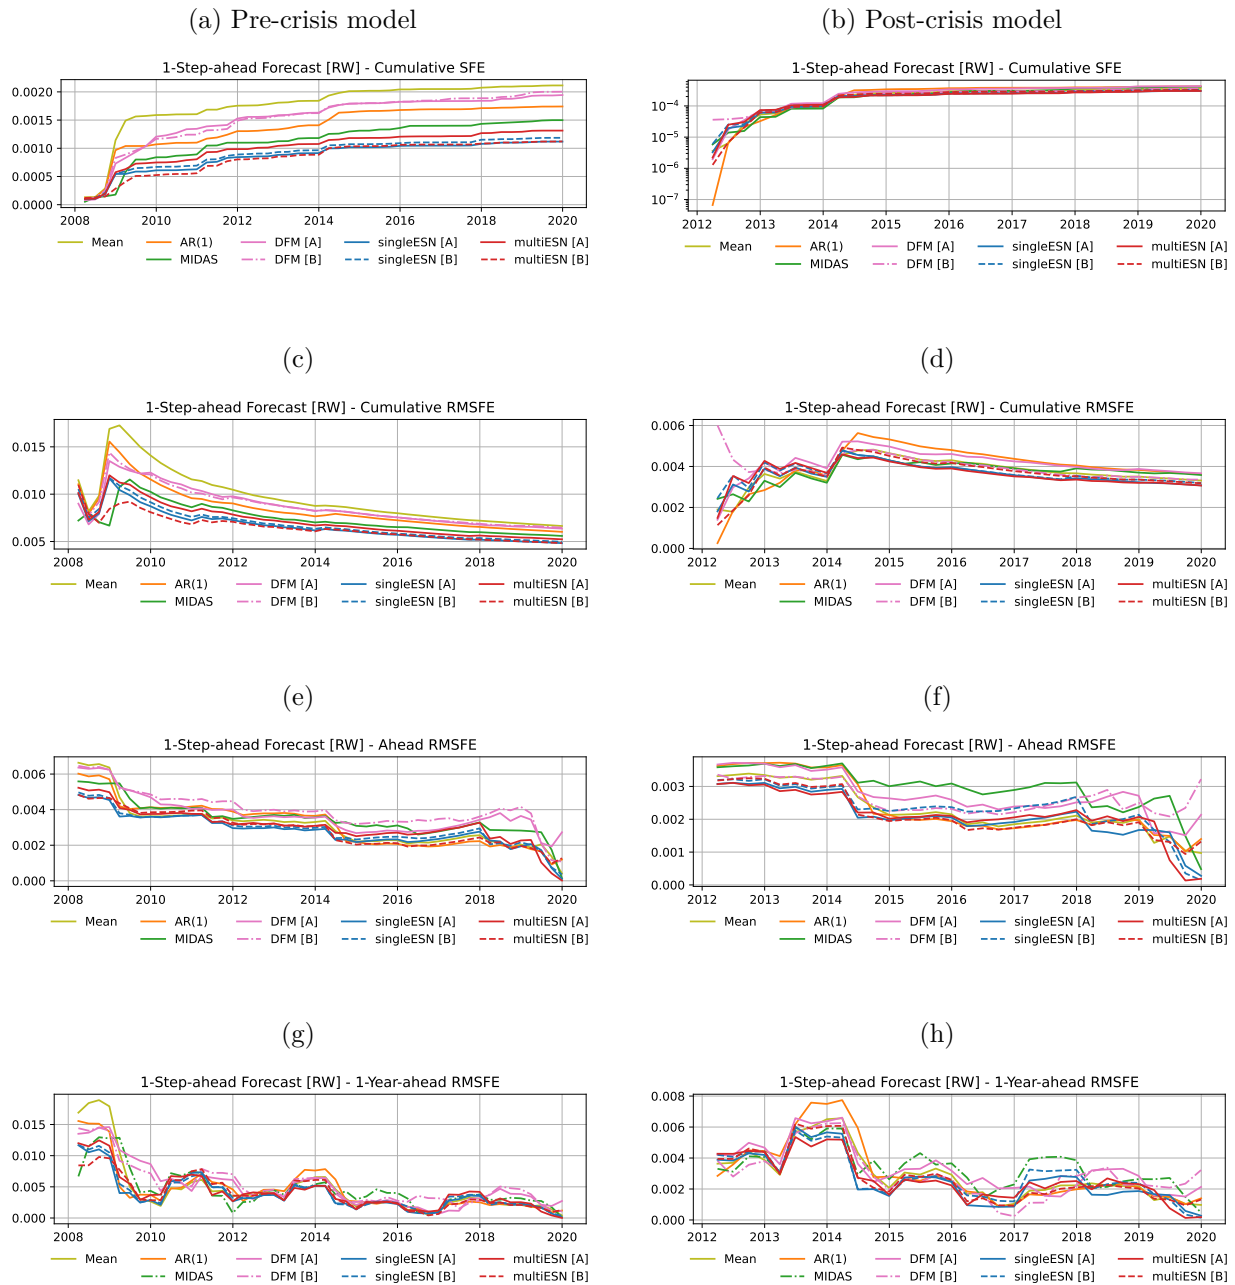 (a) Pre-crisis model
(b) Post-crisis model
1-Step-ahead Forecast [RW] - Cumulative SFE
0.0020
0.0015
0.0010
0.0005
0.0000
2008 2010 2012 2014 2016 2018 2020
Mean AR(1) DFM [A] singleESN [A] multiESN [A]
MIDAS DFM [B] singleESN [B] multiESN [B]
1-Step-ahead Forecast [RW] - Cumulative SFE
10−4
10−5
10−6
10−7
2012 2013 2014 2015 2016 2017 2018 2019 2020
Mean AR(1) DFM [A] singleESN [A] multiESN [A]
MIDAS DFM [B] singleESN [B] multiESN [B]
(c)
(d)
1-Step-ahead Forecast [RW] - Cumulative RMSFE
0.015
0.010
0.005
2008 2010 2012 2014 2016 2018 2020
Mean AR(1) DFM [A] singleESN [A] multiESN [A]
MIDAS DFM [B] singleESN [B] multiESN [B]
1-Step-ahead Forecast [RW] - Cumulative RMSFE
0.006
0.004
0.002
0.000
2012 2013 2014 2015 2016 2017 2018 2019 2020
Mean AR(1) DFM [A] singleESN [A] multiESN [A]
MIDAS DFM [B] singleESN [B] multiESN [B]
(e)
(f)
1-Step-ahead Forecast [RW] - Ahead RMSFE
0.006
0.004
0.002
0.000
2008 2010 2012 2014 2016 2018 2020
Mean AR(1) DFM [A] singleESN [A] multiESN [A]
MIDAS DFM [B] singleESN [B] multiESN [B]
1-Step-ahead Forecast [RW] - Ahead RMSFE
0.003
0.002
0.001
0.000
2012 2013 2014 2015 2016 2017 2018 2019 2020
Mean AR(1) DFM [A] singleESN [A] multiESN [A]
MIDAS DFM [B] singleESN [B] multiESN [B]
(g)
(h)
1-Step-ahead Forecast [RW] - 1-Year-ahead RMSFE
0.015
0.010
0.005
0.000
2008 2010 2012 2014 2016 2018 2020
Mean AR(1) DFM [A] singleESN [A] multiESN [A]
MIDAS DFM [B] singleESN [B] multiESN [B]
1-Step-ahead Forecast [RW] - 1-Year-ahead RMSFE
0.008
0.006
0.004
0.002
0.000
2012 2013 2014 2015 2016 2017 2018 2019 2020
Mean AR(1) DFM [A] singleESN [A] multiESN [A]
MIDAS DFM [B] singleESN [B] multiESN [B]